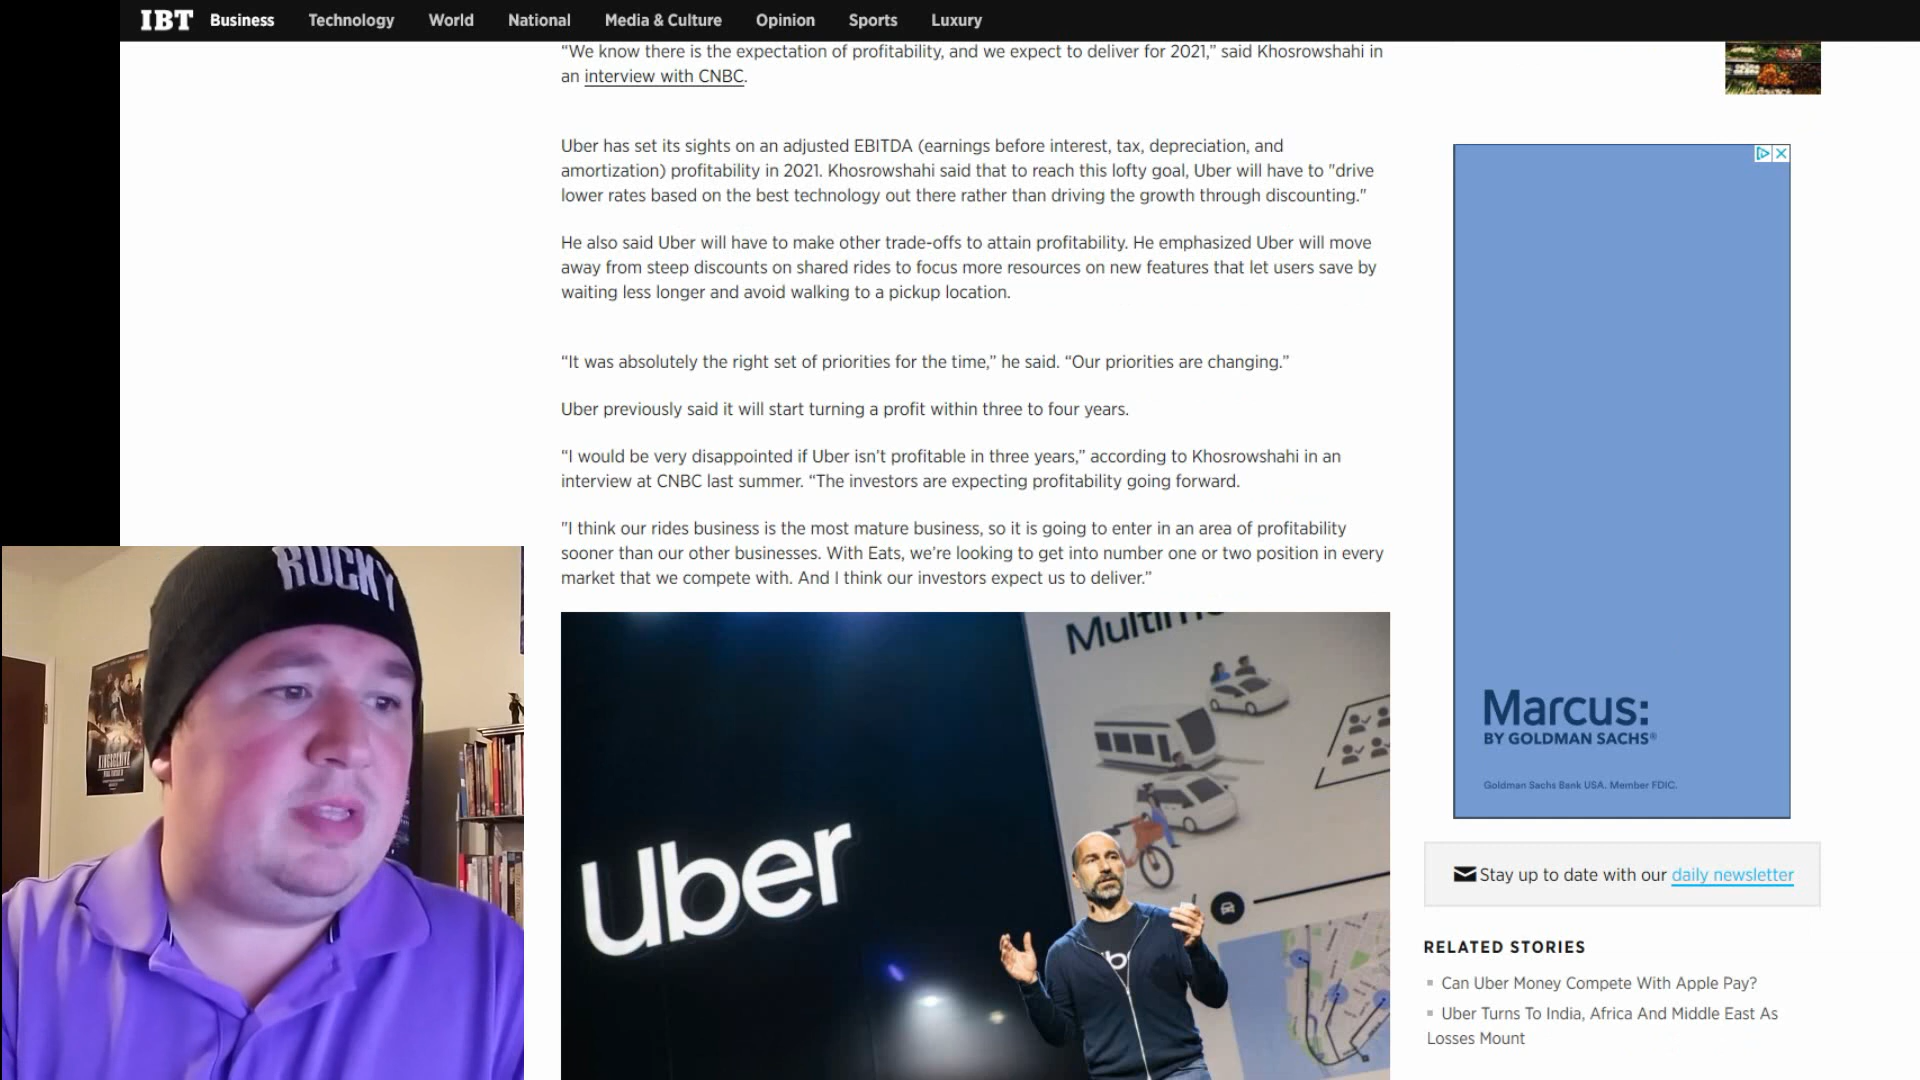 IBT Business Technology World National Media & Culture Opinion Sports Luxury
“We know there is the expectation of profitability, and we expect to deliver for 2021,” said Khosrowshahi in
an interview with CNBC.
Uber has set its sights on an adjusted EBITDA (earnings before interest, tax, depreciation, and
amortization) profitability in 2021. Khosrowshahi said that to reach this lofty goal, Uber will have to "drive
lower rates based on the best technology out there rather than driving the growth through discounting."
He also said Uber will have to make other trade-offs to attain profitability. He emphasized Uber will move
away from steep discounts on shared rides to focus more resources on new features that let users save by
waiting less longer and avoid walking to a pickup location.
“It was absolutely the right set of priorities for the time,” he said. “Our priorities are changing.”
Uber previously said it will start turning a profit within three to four years.
“I would be very disappointed if Uber isn’t profitable in three years,” according to Khosrowshahi in an
interview at CNBC last summer. “The investors are expecting profitability going forward.
"I think our rides business is the most mature business, so it is going to enter in an area of profitability
sooner than our other businesses. With Eats, we’re looking to get into number one or two position in every
market that we compete with. And I think our investors expect us to deliver.”
ROCKY
KINGSGLAIVE
Uber
Marcus:
BY GOLDMAN SACHS®
Goldman Sachs Bank USA. Member FDIC.
Stay up to date with our daily newsletter
RELATED STORIES
Can Uber Money Compete With Apple Pay?
Uber Turns To India, Africa And Middle East As
Losses Mount